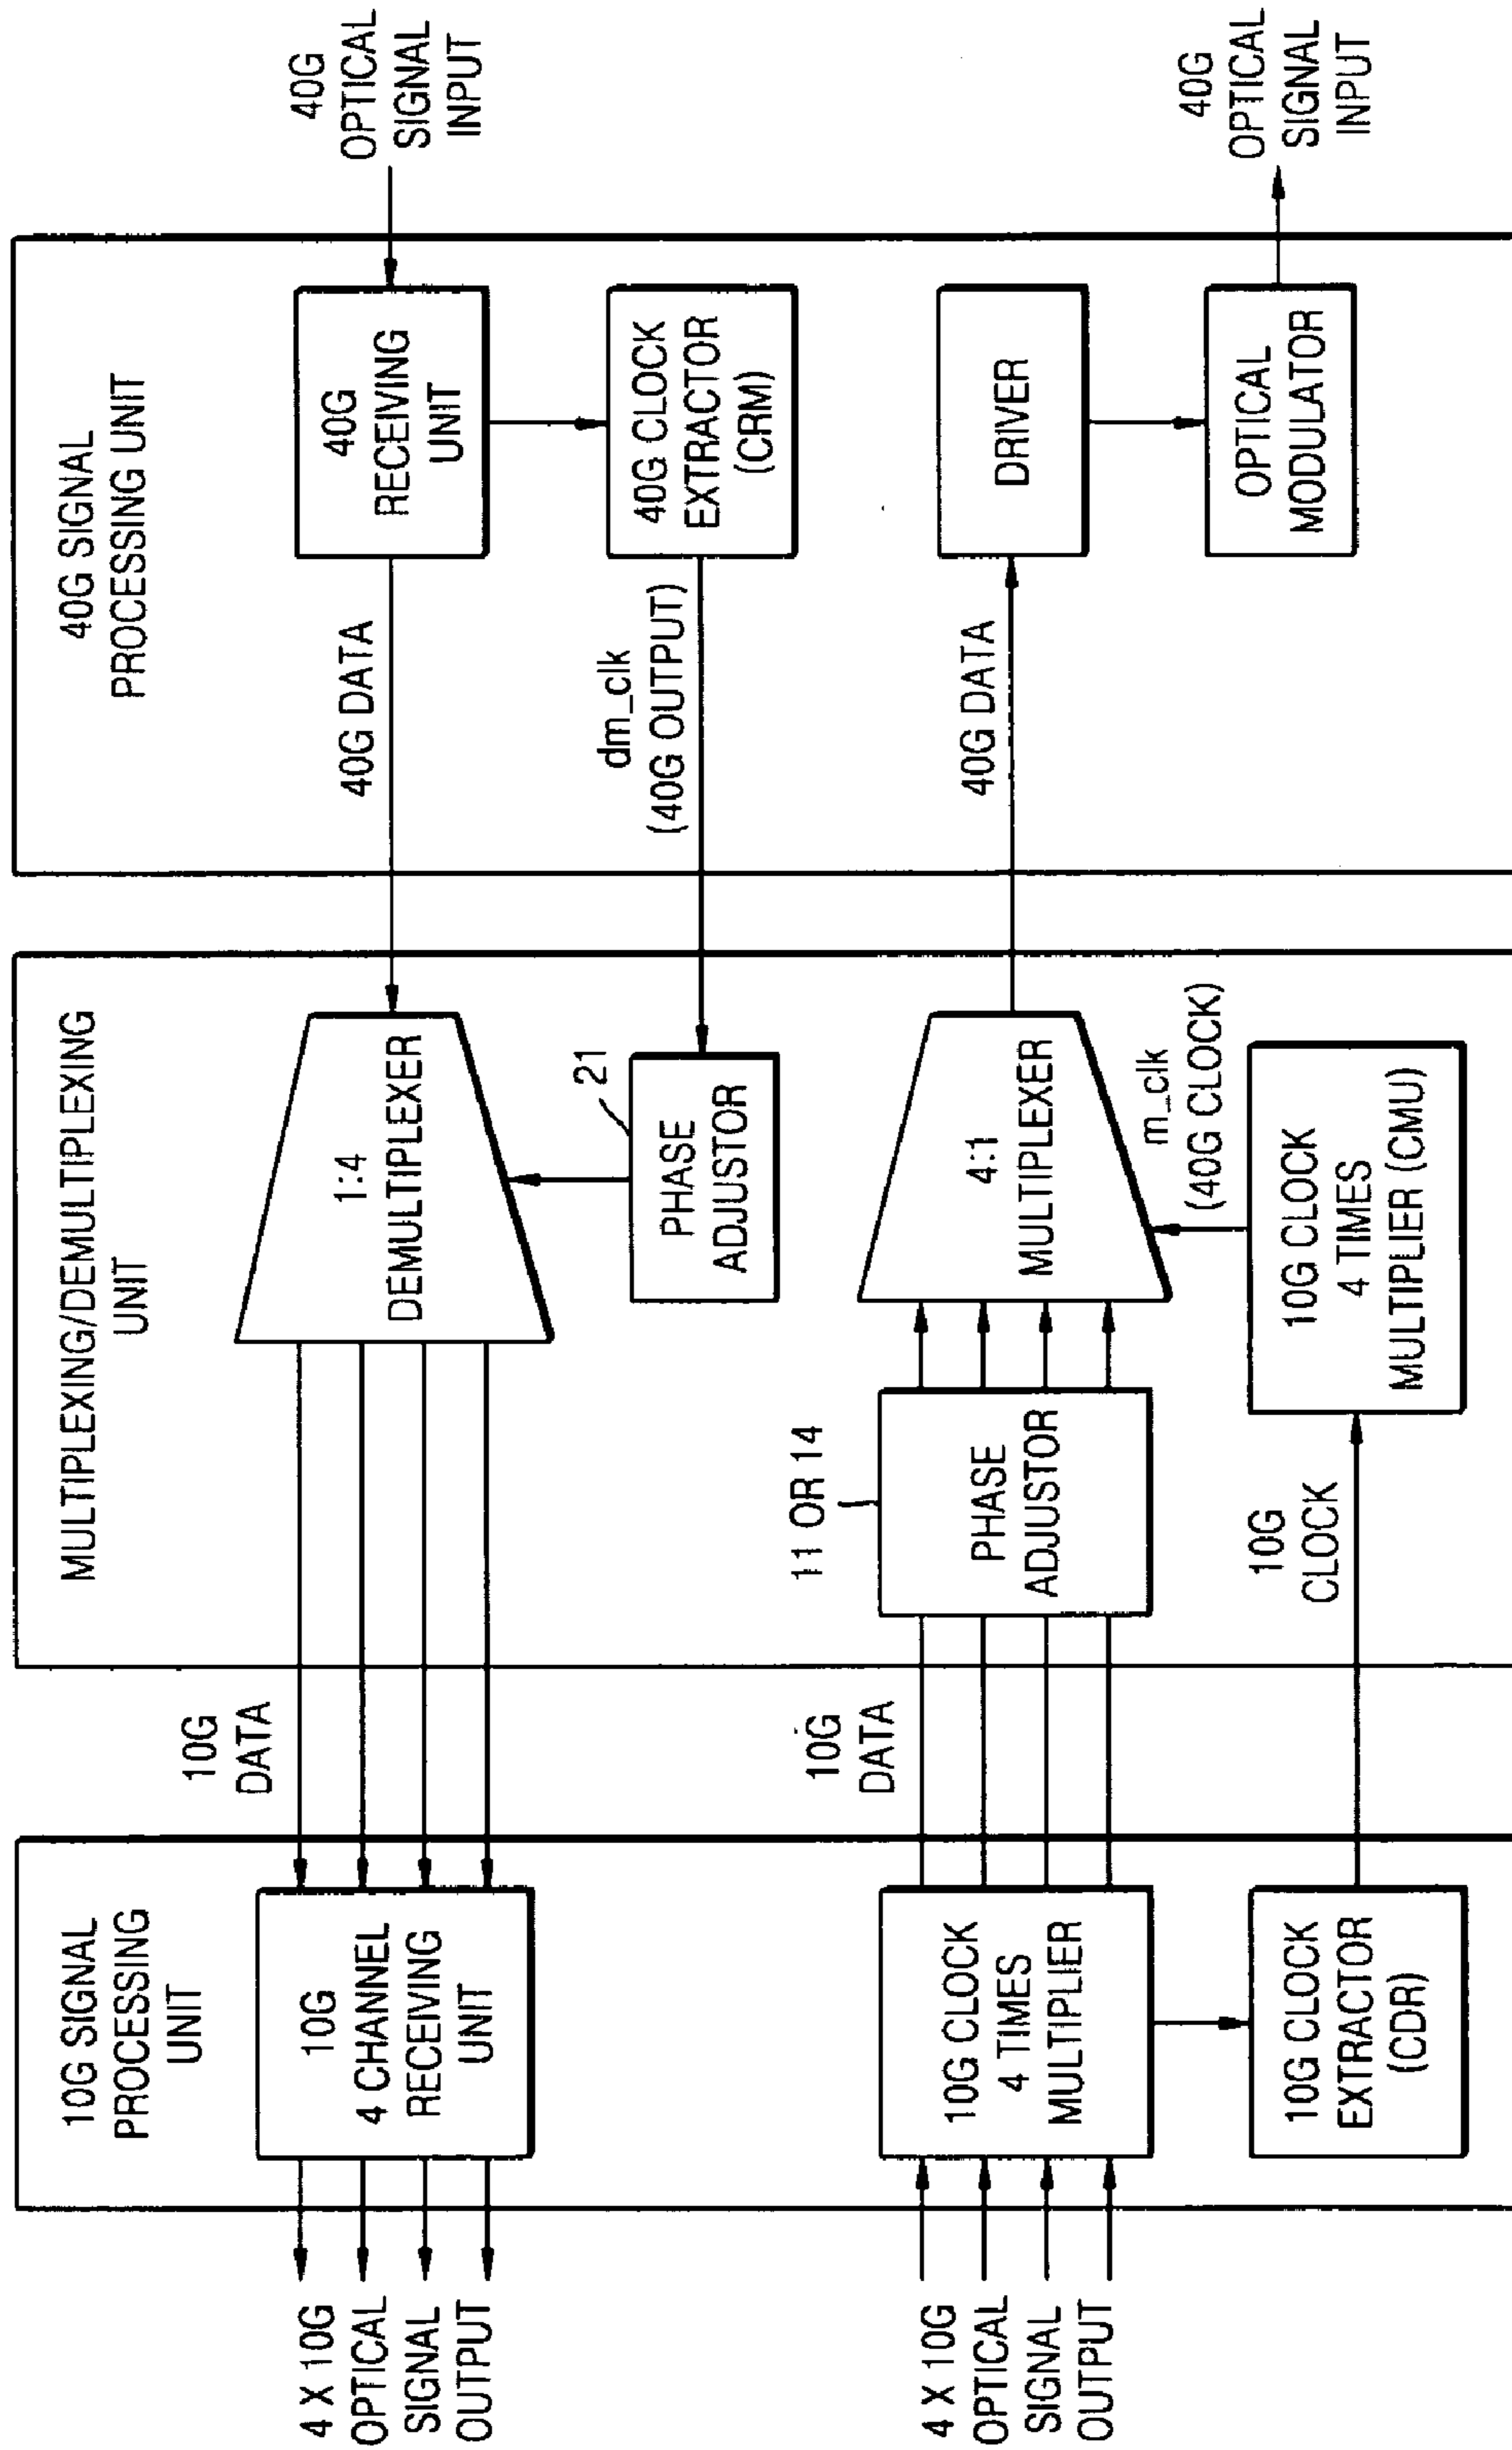 10G SIGNAL
PROCESSING
UNIT
4 X 10G
OPTICAL
SIGNAL
OUTPUT
10G
4 CHANNEL
RECEIVING
UNIT
10G
DATA
4 X 10G
OPTICAL
SIGNAL
OUTPUT
10G CLOCK
4 TIMES
MULTIPLIER
10G
DATA
10G CLOCK
EXTRACTOR
(CDR)
MULTIPLEXING/DEMULTIPLEXING
UNIT
1:4
DEMULTIPLEXER
21
PHASE
ADJUSTOR
11 OR 14
PHASE
ADJUSTOR
4:1
MULTIPLEXER
m_clk
(40G CLOCK)
10G
CLOCK
10G CLOCK
4 TIMES
MULTIPLIER (CMU)
40G SIGNAL
PROCESSING UNIT
40G DATA
40G
RECEIVING
UNIT
40G
OPTICAL
SIGNAL
INPUT
dm_clk
(40G OUTPUT)
40G CLOCK
EXTRACTOR
(CRM)
40G DATA
DRIVER
OPTICAL
MODULATOR
40G
OPTICAL
SIGNAL
INPUT